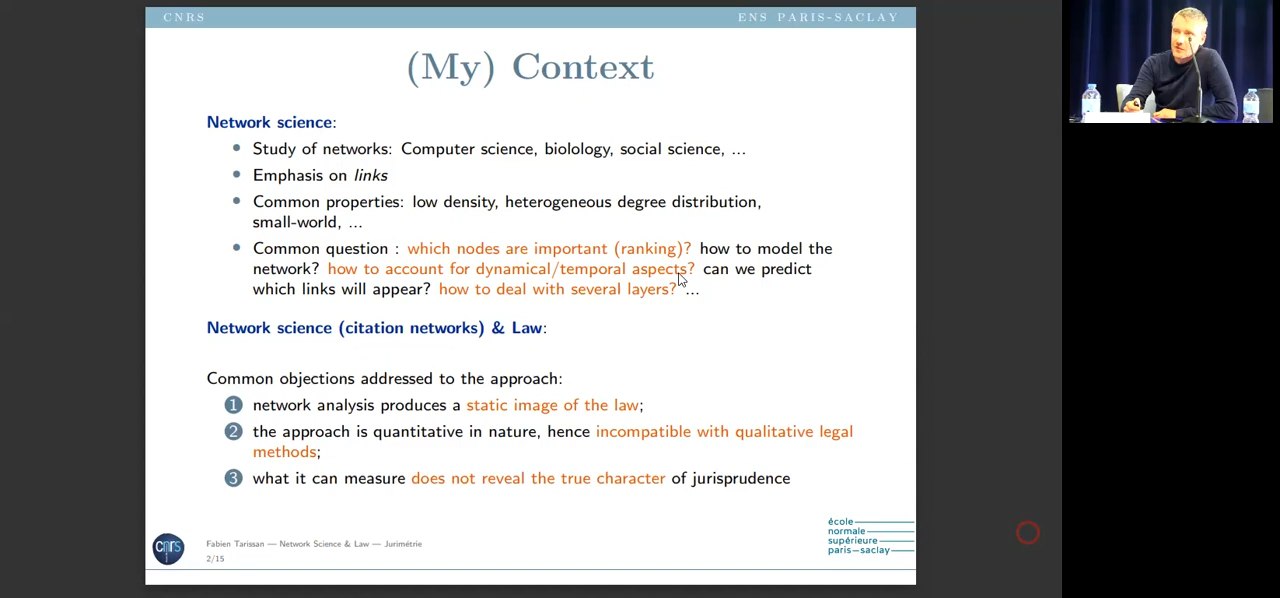 CNRS
ENS PARIS-SACLAY
(My) Context
Network science:
Study of networks: Computer science, biolology, social science, ...
Emphasis on links
Common properties: low density, heterogeneous degree distribution,
small-world, ...
Common question : which nodes are important (ranking)? how to model the
network? how to account for dynamical/temporal aspects? can we predict
which links will appear? how to deal with several layers? ...
Network science (citation networks) & Law:
Common objections addressed to the approach:
1 network analysis produces a static image of the law;
2 the approach is quantitative in nature, hence incompatible with qualitative legal
methods;
3 what it can measure does not reveal the true character of jurisprudence
cnrs
Fabien Tarissan — Network Science & Law — Jurimétrie
2/15
école
normale
supérieure
paris-saclay